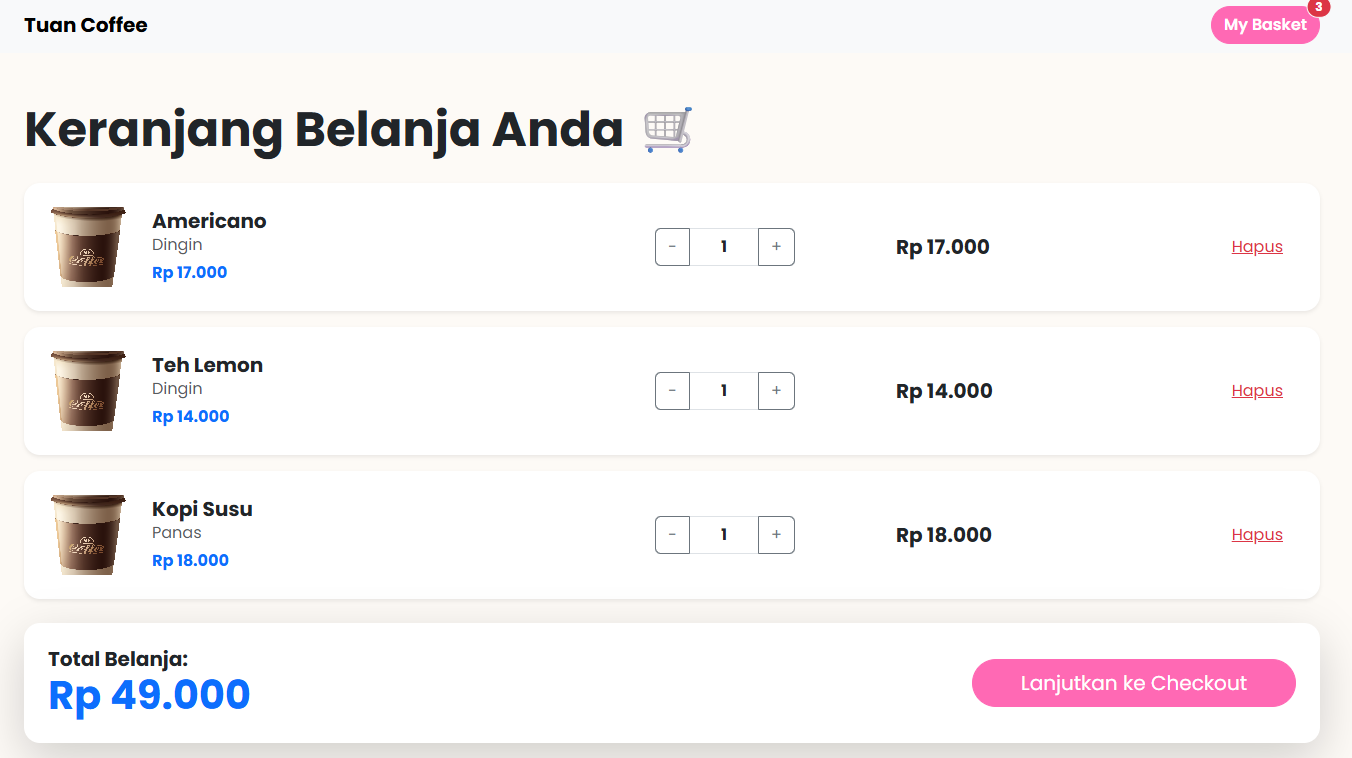 Tuan Coffee
My Basket
3
Keranjang Belanja Anda
Americano
Dingin
Rp 17.000
-
1
+
Rp 17.000
Hapus
Teh Lemon
Dingin
Rp 14.000
-
1
+
Rp 14.000
Hapus
Kopi Susu
Panas
Rp 18.000
-
1
+
Rp 18.000
Hapus
Total Belanja:
Rp 49.000
Lanjutkan ke Checkout